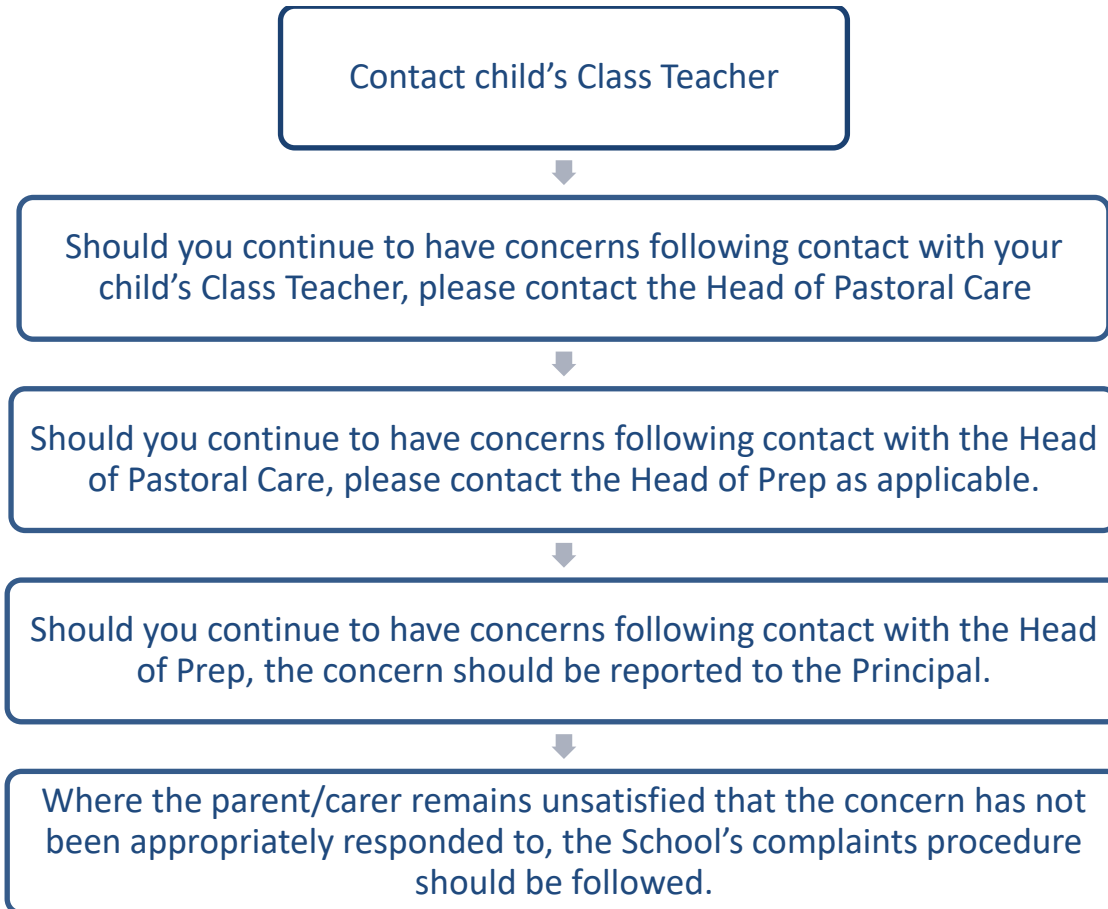 Contact child’s Class Teacher
Should you continue to have concerns following contact with your
child’s Class Teacher, please contact the Head of Pastoral Care
Should you continue to have concerns following contact with the Head
of Pastoral Care, please contact the Head of Prep as applicable.
Should you continue to have concerns following contact with the Head
of Prep, the concern should be reported to the Principal.
Where the parent/carer remains unsatisfied that the concern has not
been appropriately responded to, the School’s complaints procedure
should be followed.